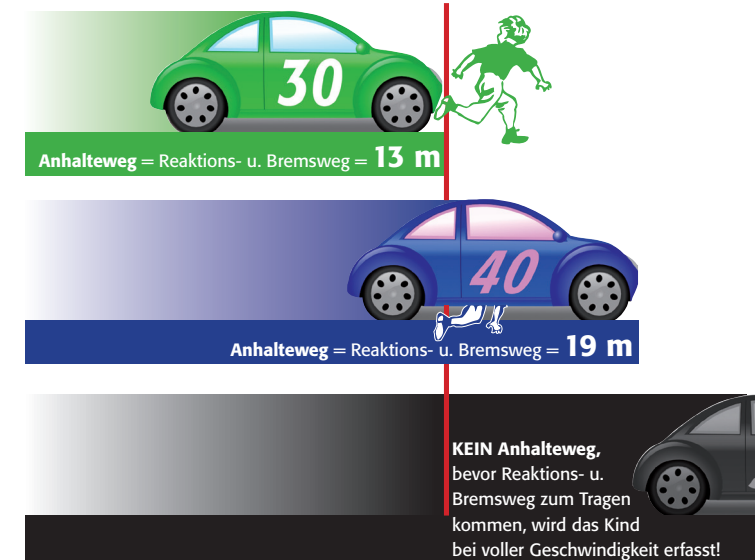 30
Anhalteweg = Reaktions- u. Bremsweg = 13 m
40
Anhalteweg = Reaktions- u. Bremsweg = 19 m
KEIN Anhalteweg,
bevor Reaktions- u.
Bremsweg zum Tragen
kommen, wird das Kind
bei voller Geschwindigkeit erfasst!